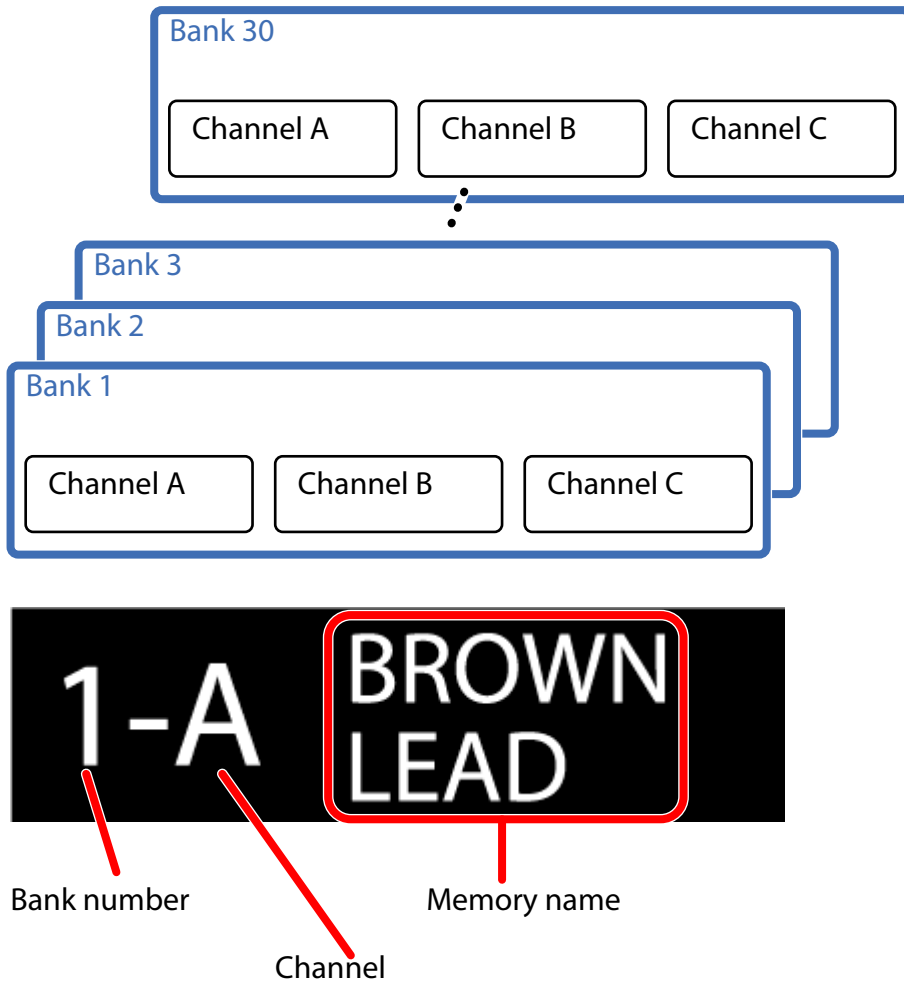 Bank 30
Channel A
Channel B
Channel C
Bank 3
Bank 2
Bank 1
Channel A
Channel B
Channel C
1-A
BROWN
LEAD
Bank number
Memory name
Channel